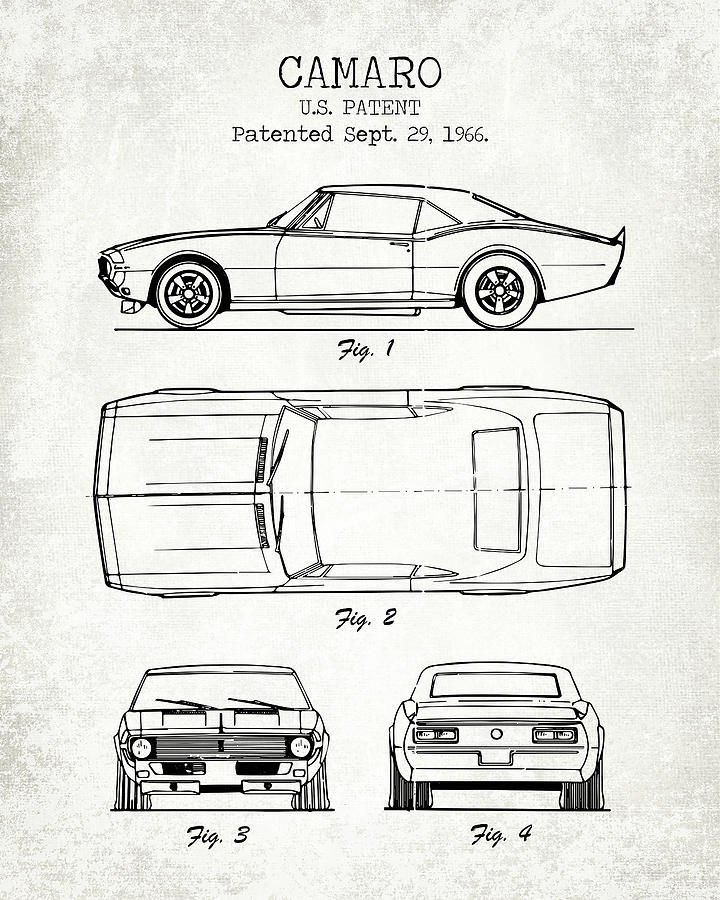 CAMARO
U.S. PATENT
Patented Sept. 29, 1966.
Fig. 1
Fig. 2
Fig. 3
Fig. 4